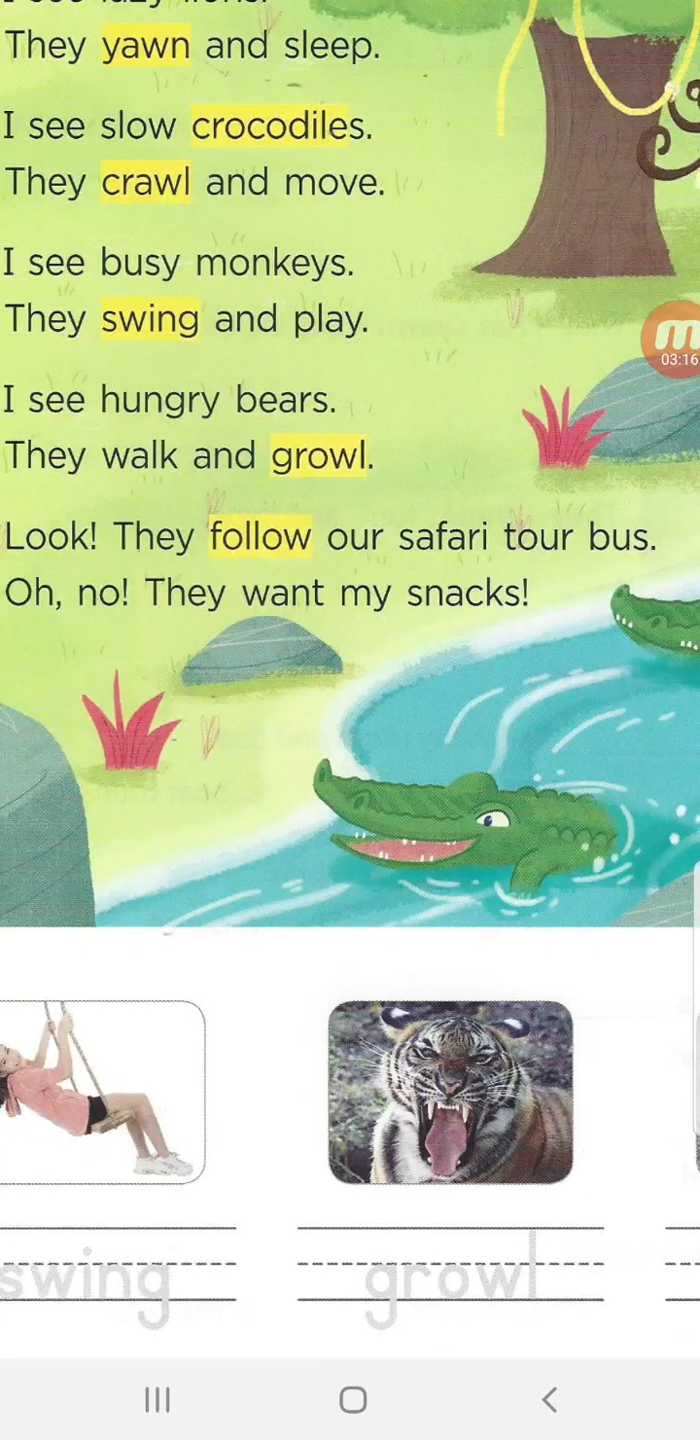 They yawn and sleep.
I see slow crocodiles.
They crawl and move.
I see busy monkeys.
They swing and play.
I see hungry bears.
They walk and growl.
Look! They follow our safari tour bus.
Oh, no! They want my snacks!
03:16
swing
growl